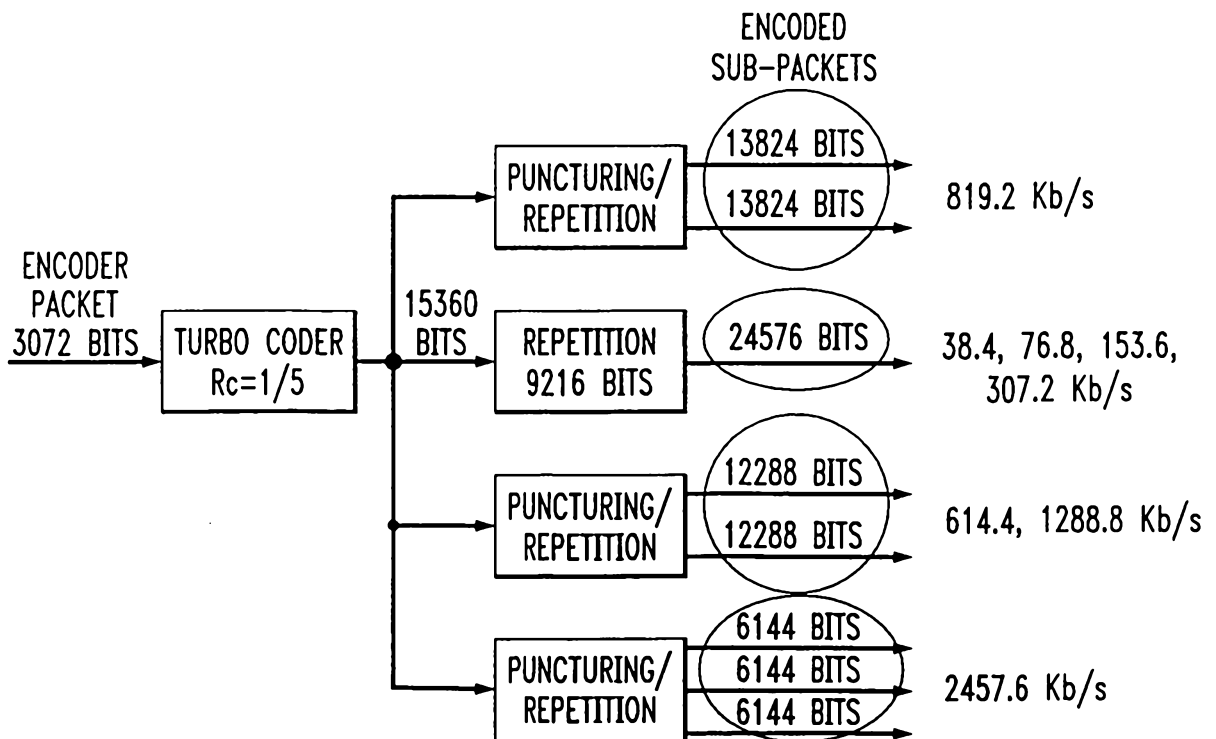 ENCODED
SUB-PACKETS
PUNCTURING/
REPETITION
13824 BITS
13824 BITS
819.2 Kb/s
ENCODER
PACKET
3072 BITS
TURBO CODER
Rc=1/5
15360
BITS
REPETITION
9216 BITS
24576 BITS
38.4, 76.8, 153.6,
307.2 Kb/s
PUNCTURING/
REPETITION
12288 BITS
12288 BITS
614.4, 1288.8 Kb/s
PUNCTURING/
REPETITION
6144 BITS
6144 BITS
6144 BITS
2457.6 Kb/s